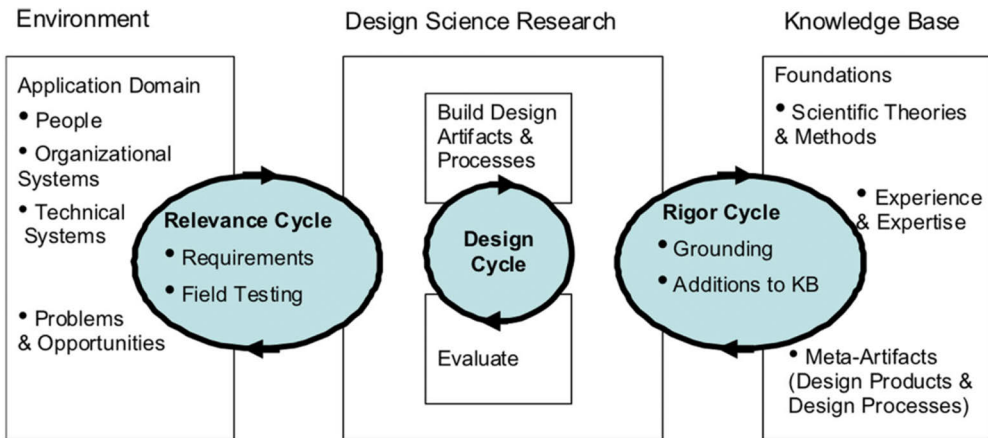 Environment
Design Science Research
Knowledge Base
Application Domain
• People
• Organizational
Systems
• Technical
Systems
• Problems
& Opportunities
Relevance Cycle
• Requirements
• Field Testing
Build Design
Artifacts &
Processes
Design
Cycle
Evaluate
Rigor Cycle
• Grounding
• Additions to KB
Foundations
• Scientific Theories
& Methods
• Experience
& Expertise
• Meta-Artifacts
(Design Products &
Design Processes)